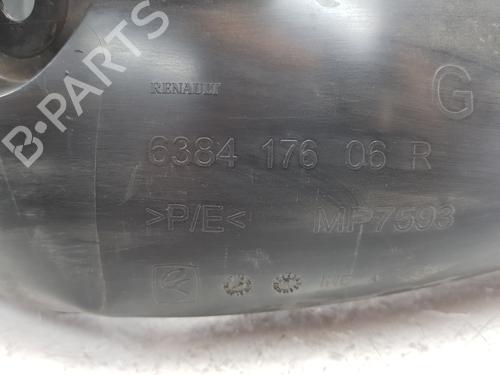 RENAULT
G
6384 176 06 R
>P/E< MP7593
B-PARTS